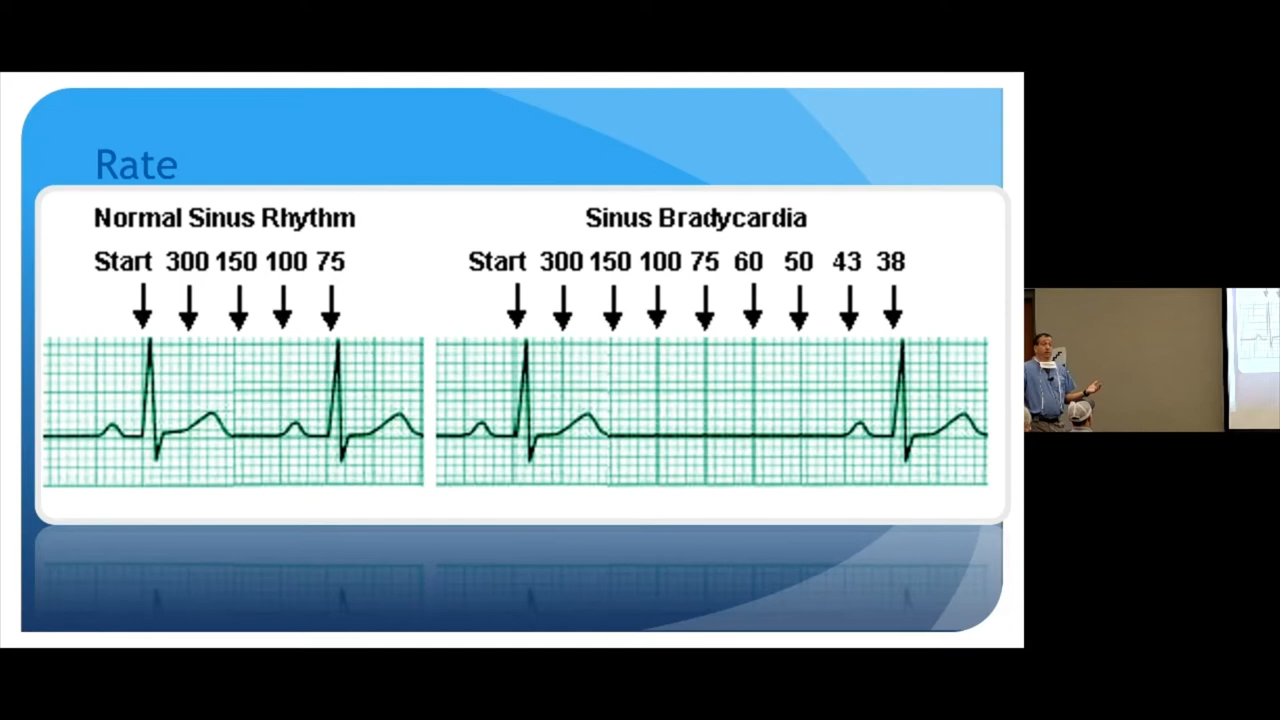 Rate
Normal Sinus Rhythm
Start 300 150 100 75
Sinus Bradycardia
Start 300 150 100 75 60 50 43 38